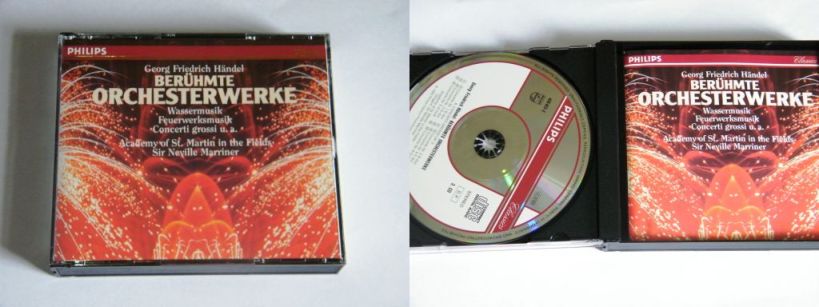 PHILIPS
Georg Friedrich Händel
BERÜHMTE
ORCHESTERWERKE
Wassermusik
Feuerwerksmusik
Concerti grossi u. a.
Academy of St. Martin in the Fields
Sir Neville Marriner
PHILIPS
PHILIPS
Classics
Georg Friedrich Händel
BERÜHMTE
ORCHESTERWERKE
Wassermusik
Feuerwerksmusik
Concerti grossi u. a.
Academy of St. Martin in the Fields
Sir Neville Marriner